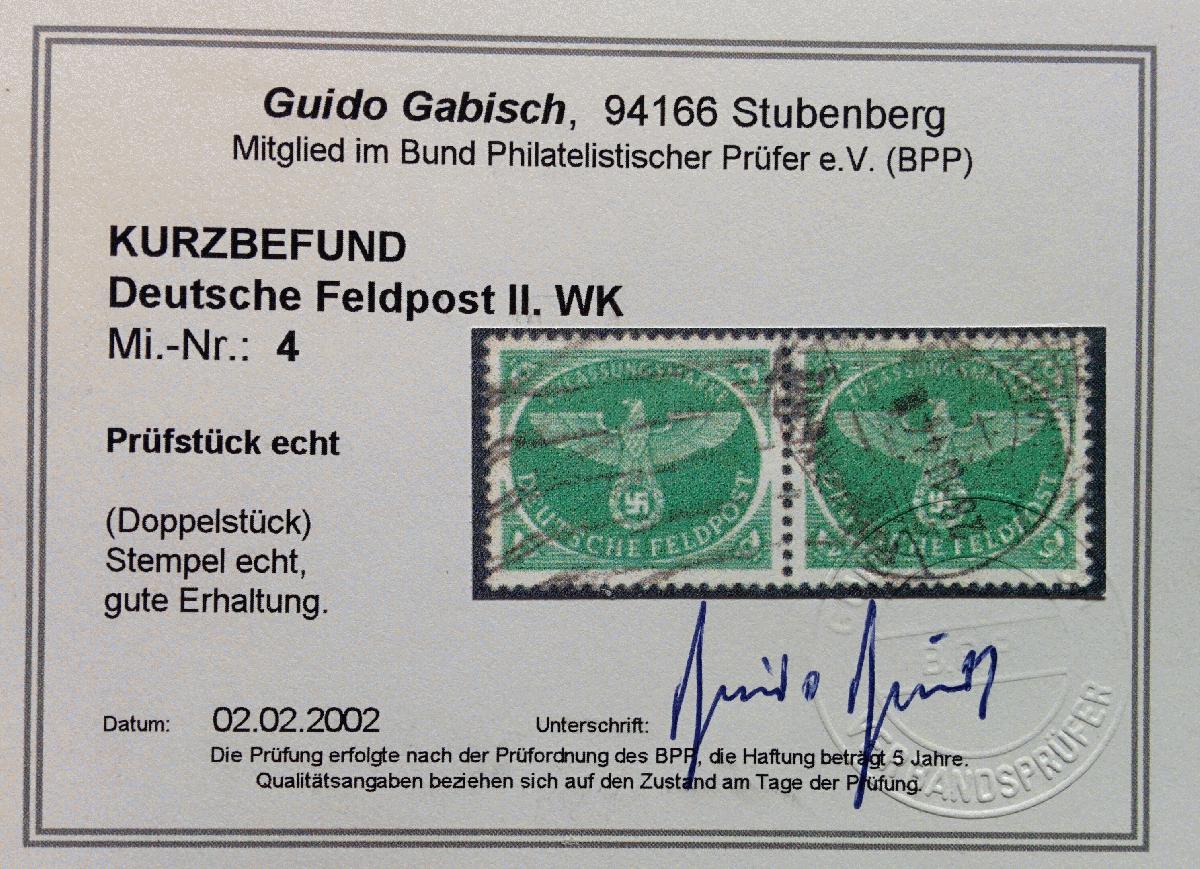 Guido Gabisch, 94166 Stubenberg
Mitglied im Bund Philatelistischer Prüfer e.V. (BPP)
KURZBEFUND
Deutsche Feldpost II. WK
Mi.-Nr.: 4
Prüfstück echt
(Doppelstück)
Stempel echt,
gute Erhaltung.
DEUTSCHE FELDPOST
Datum: 02.02.2002 Unterschrift:
Die Prüfung erfolgte nach der Prüfordnung des BPP, die Haftung beträgt 5 Jahre.
Qualitätsangaben beziehen sich auf den Zustand am Tage der Prüfung.
VERBANDSPRÜFER